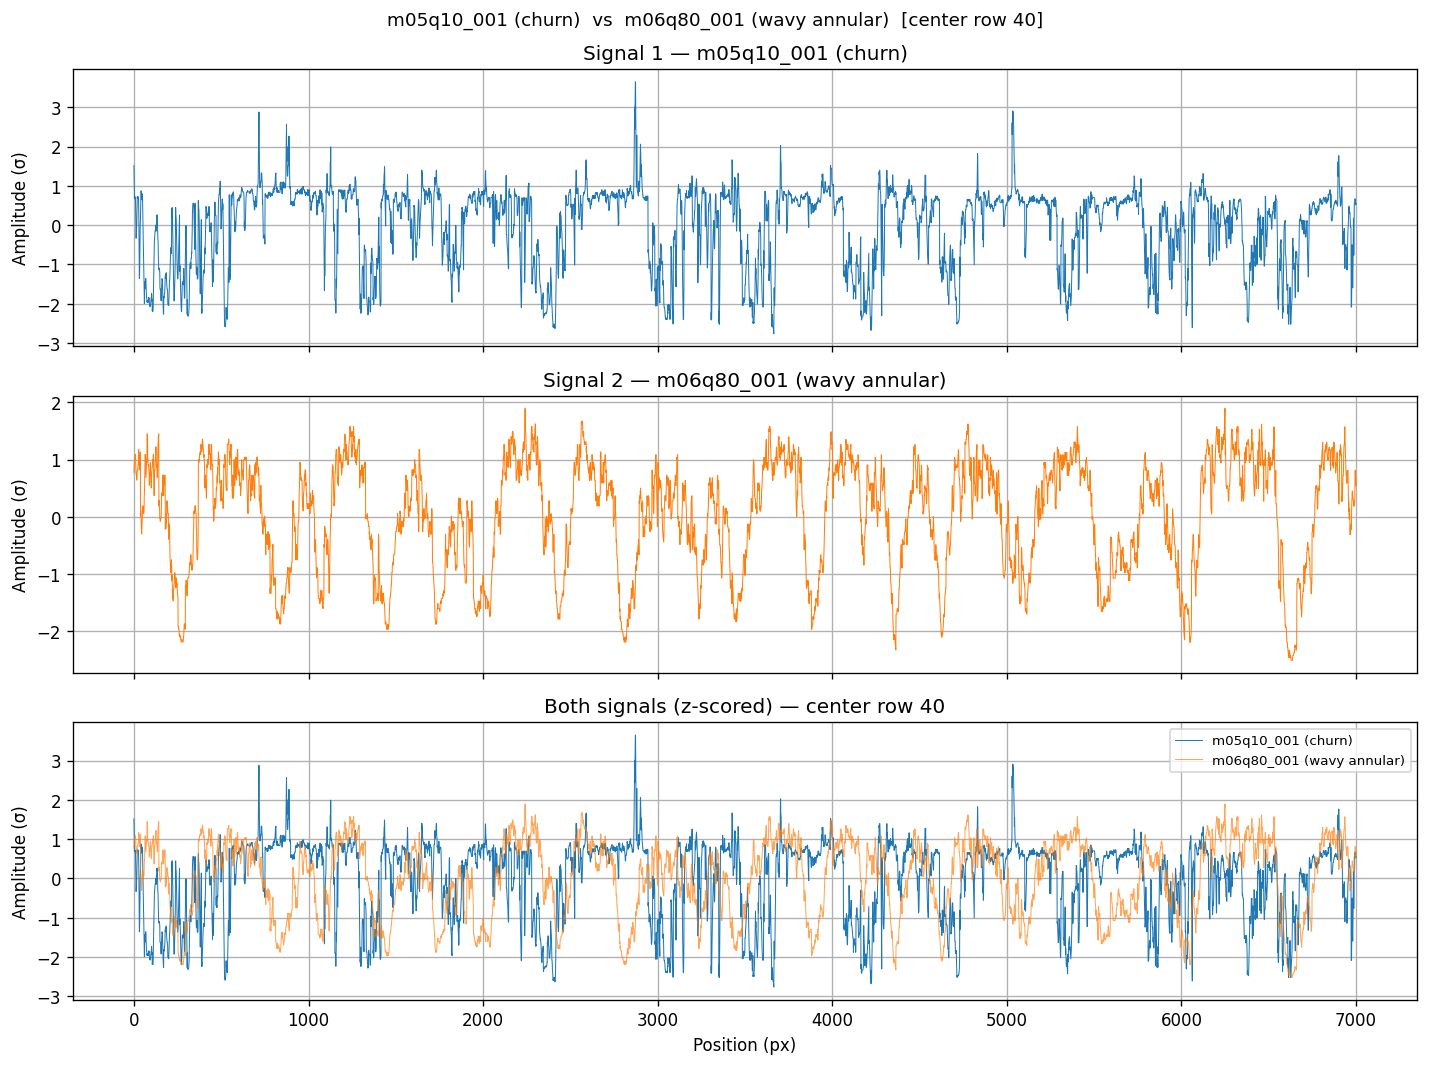 m05q10_001 (churn)  vs  m06q80_001 (wavy annular)  [center row 40]
Signal 1 — m05q10_001 (churn)
3
2
1
0
−1
−2
−3
Amplitude (σ)
Signal 2 — m06q80_001 (wavy annular)
2
1
0
−1
−2
Amplitude (σ)
Both signals (z-scored) — center row 40
m05q10_001 (churn)
m06q80_001 (wavy annular)
3
2
1
0
−1
−2
−3
Amplitude (σ)
0 1000 2000 3000 4000 5000 6000 7000
Position (px)